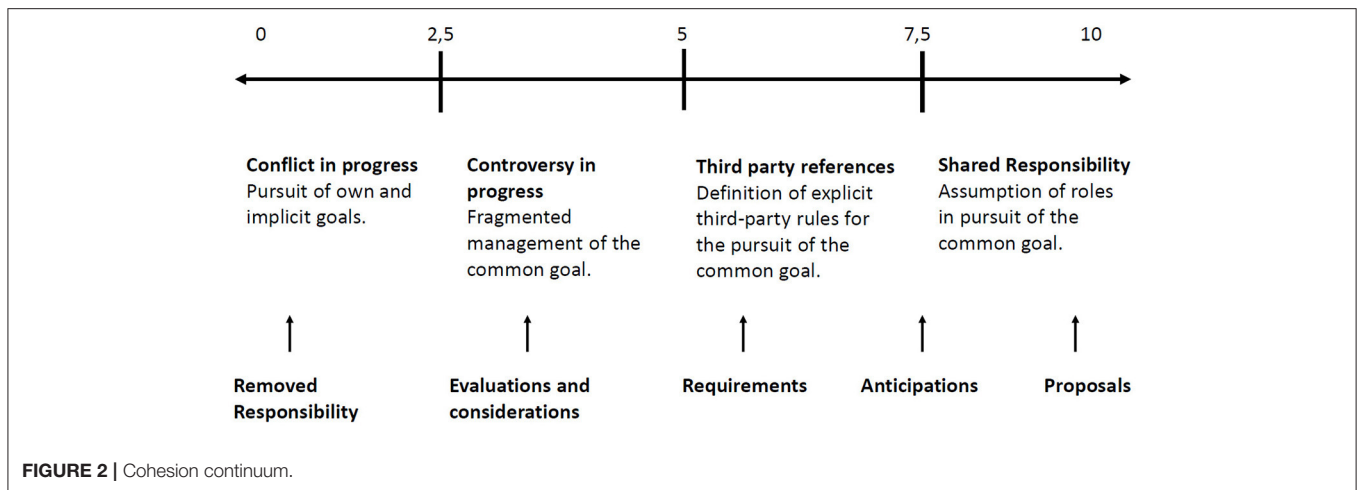 0 2,5 5 7,5 10
Conflict in progress
Pursuit of own and
implicit goals.
Controversy in
progress
Fragmented
management of the
common goal.
Third party references
Definition of explicit
third-party rules for
the pursuit of the
common goal.
Shared Responsibility
Assumption of roles
in pursuit of the
common goal.
Removed
Responsibility
Evaluations and
considerations
Requirements
Anticipations
Proposals
FIGURE 2 | Cohesion continuum.